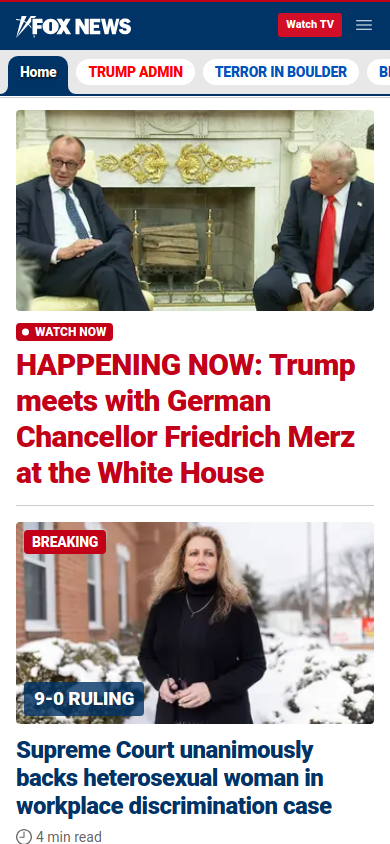 FOX NEWS
Watch TV
Home
TRUMP ADMIN
TERROR IN BOULDER
WATCH NOW
HAPPENING NOW: Trump
meets with German
Chancellor Friedrich Merz
at the White House
BREAKING
9-0 RULING
Supreme Court unanimously
backs heterosexual woman in
workplace discrimination case
4 min read